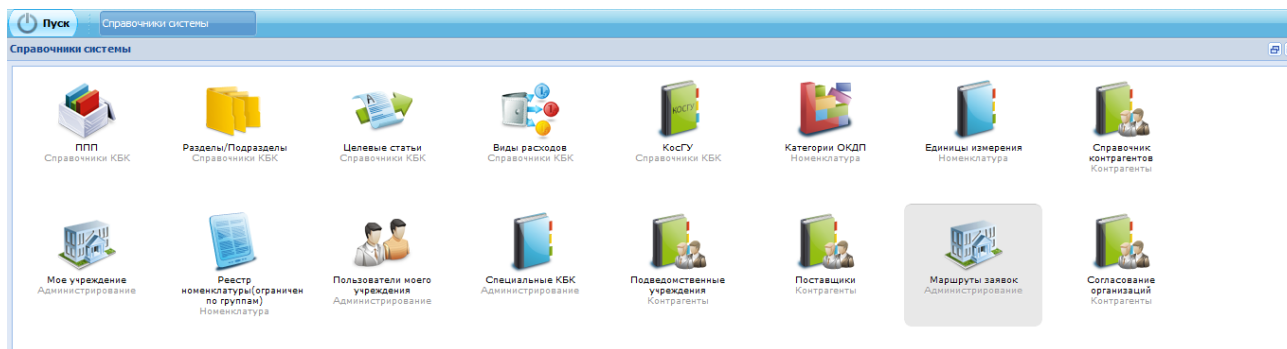 Пуск
Справочники системы
Справочники системы
ППП
Справочники КБК
Разделы/Подразделы
Справочники КБК
Целевые статьи
Справочники КБК
Виды расходов
Справочники КБК
КОСГУ
КосГУ
Справочники КБК
Категории ОКДП
Номенклатура
Единицы измерения
Номенклатура
Справочник
контрагентов
Контрагенты
Мое учреждение
Администрирование
Реестр
номенклатуры(ограничен
по группам)
Номенклатура
Пользователи моего
учреждения
Администрирование
Специальные КБК
Администрирование
Подведомственные
учреждения
Контрагенты
Поставщики
Контрагенты
Маршруты заявок
Администрирование
Согласование
организаций
Контрагенты